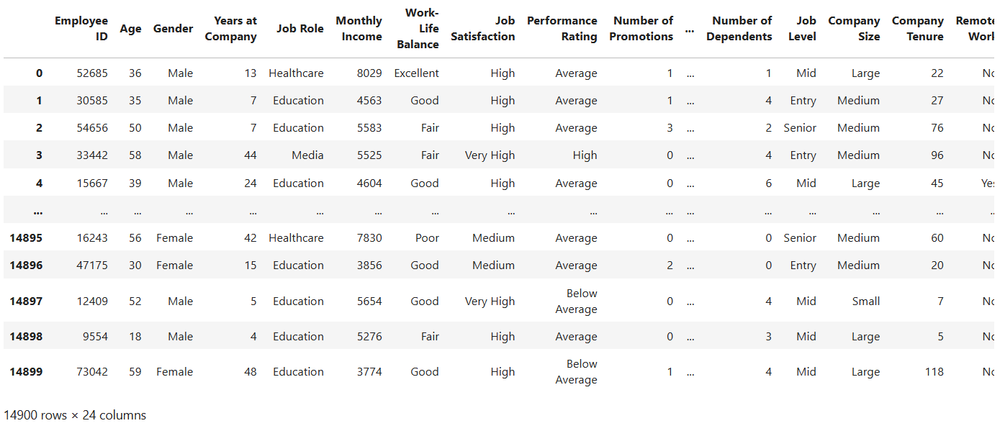 Employee ID Age Gender Years at Company Job Role Monthly Income Work-Life Balance Job Satisfaction Performance Rating Number of Promotions ... Number of Dependents Job Level Company Size Company Tenure Remote Work
0 52685 36 Male 13 Healthcare 8029 Excellent High Average 1 ... 1 Mid Large 22 No
1 30585 35 Male 7 Education 4563 Good High Average 1 ... 4 Entry Medium 27 No
2 54656 50 Male 7 Education 5583 Fair High Average 3 ... 2 Senior Medium 76 No
3 33442 58 Male 44 Media 5525 Fair Very High High 0 ... 4 Entry Medium 96 No
4 15667 39 Male 24 Education 4604 Good High Average 0 ... 6 Mid Large 45 Yes
... ... ... ... ... ... ... ... ... ... ... ... ... ... ... ... ...
14895 16243 56 Female 42 Healthcare 7830 Poor Medium Average 0 ... 0 Senior Medium 60 No
14896 47175 30 Female 15 Education 3856 Good Medium Average 2 ... 0 Entry Medium 20 No
14897 12409 52 Male 5 Education 5654 Good Very High Below Average 0 ... 4 Mid Small 7 No
14898 9554 18 Male 4 Education 5276 Fair High Average 0 ... 3 Mid Large 5 No
14899 73042 59 Female 48 Education 3774 Good High Below Average 1 ... 4 Mid Large 118 No
14900 rows × 24 columns